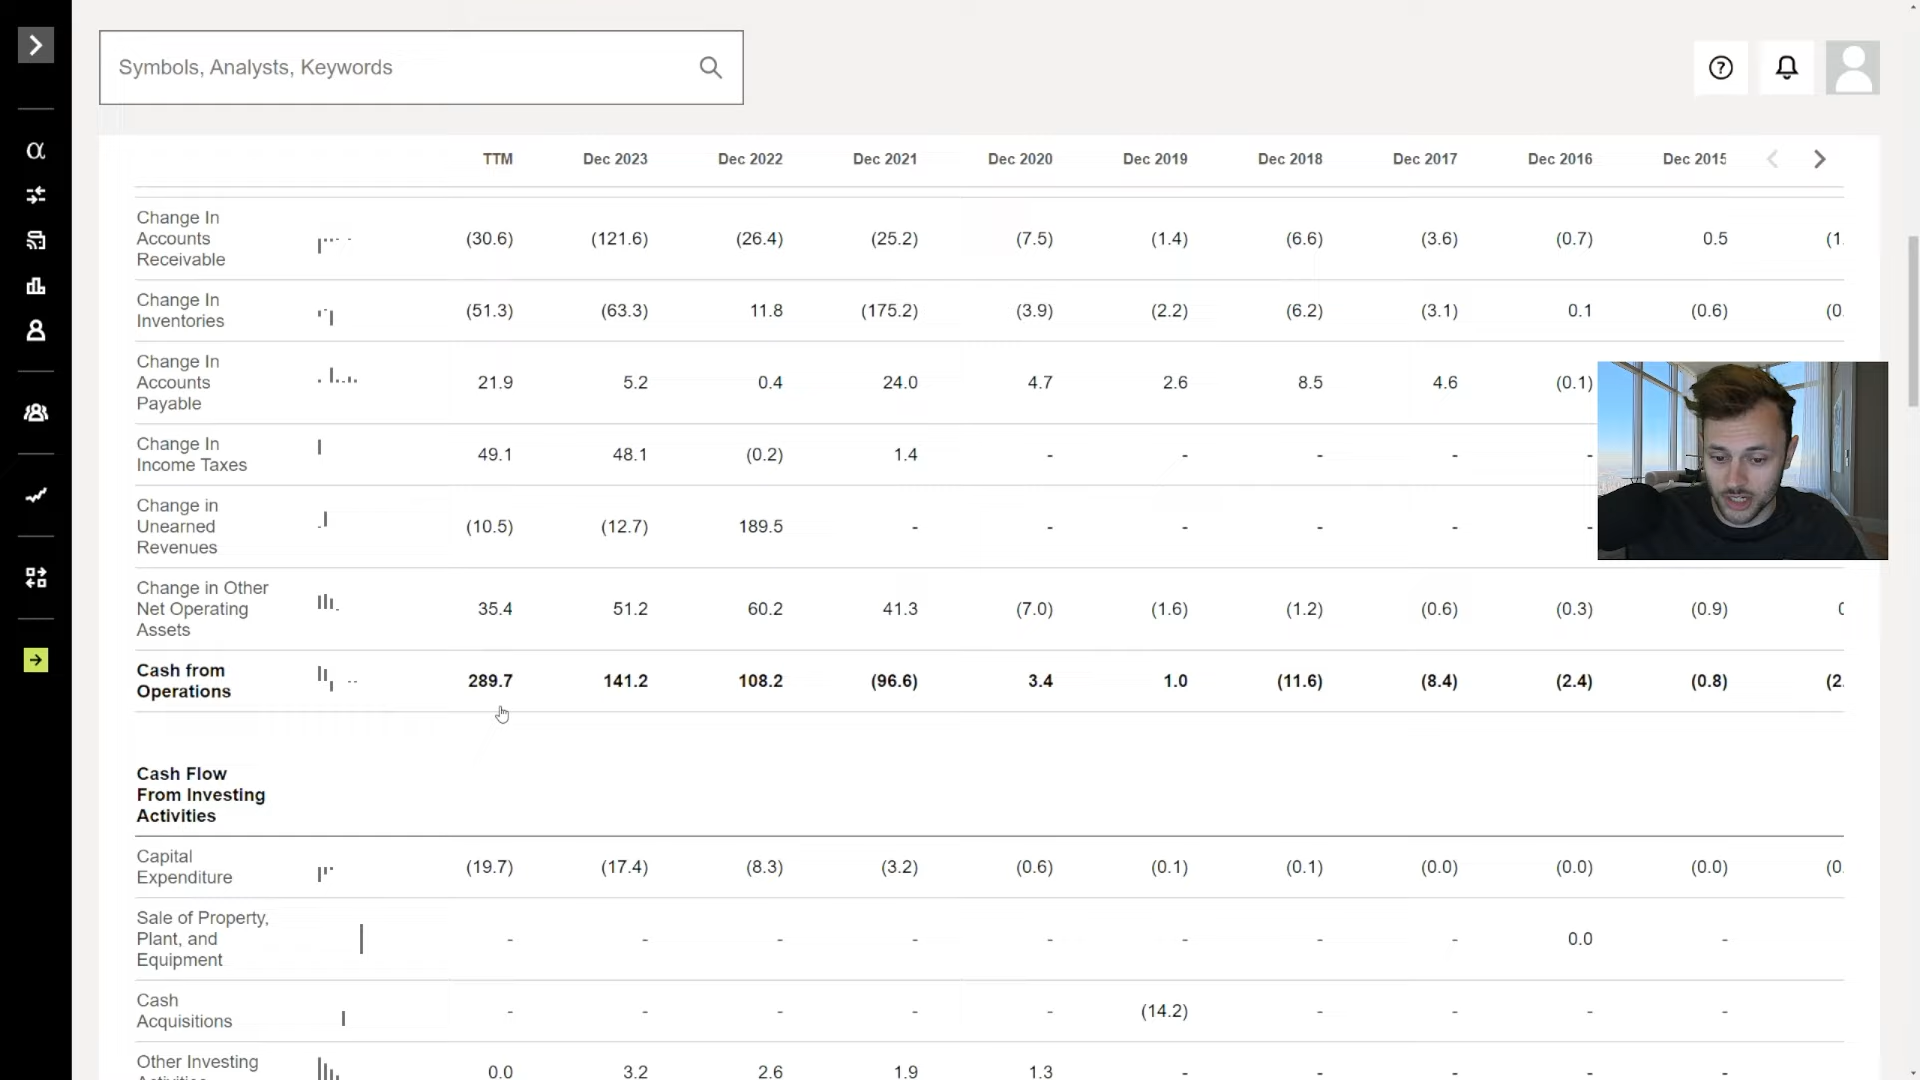 Symbols, Analysts, Keywords
TTM Dec 2023 Dec 2022 Dec 2021 Dec 2020 Dec 2019 Dec 2018 Dec 2017 Dec 2016 Dec 2015
Change In
Accounts
Receivable
(30.6) (121.6) (26.4) (25.2) (7.5) (1.4) (6.6) (3.6) (0.7) 0.5 (1.
Change In
Inventories
(51.3) (63.3) 11.8 (175.2) (3.9) (2.2) (6.2) (3.1) 0.1 (0.6) (0.
Change In
Accounts
Payable
21.9 5.2 0.4 24.0 4.7 2.6 8.5 4.6 (0.1)
Change In
Income Taxes
49.1 48.1 (0.2) 1.4 - - - - -
Change in
Unearned
Revenues
(10.5) (12.7) 189.5 - - - - - -
Change in Other
Net Operating
Assets
35.4 51.2 60.2 41.3 (7.0) (1.6) (1.2) (0.6) (0.3) (0.9)
Cash from
Operations
289.7 141.2 108.2 (96.6) 3.4 1.0 (11.6) (8.4) (2.4) (0.8) (2.
Cash Flow
From Investing
Activities
Capital
Expenditure
(19.7) (17.4) (8.3) (3.2) (0.6) (0.1) (0.1) (0.0) (0.0) (0.0) (0.
Sale of Property,
Plant, and
Equipment
- - - - - - - - 0.0 -
Cash
Acquisitions
- - - - - (14.2) - - - -
Other Investing
0.0 3.2 2.6 1.9 1.3 - - - - -